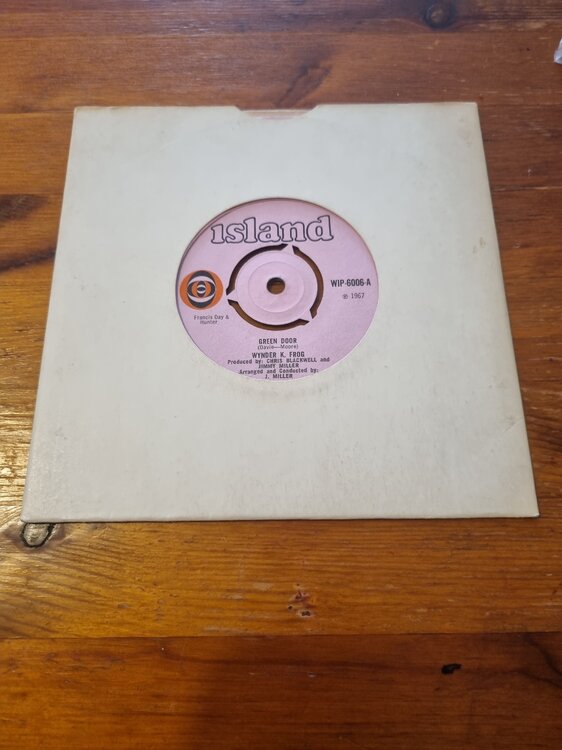 island
WIP-6006-A
℗ 1967
Francis Day &
Hunter
GREEN DOOR
(Davie—Moore)
WYNDER K. FROG
Produced by: CHRIS BLACKWELL and
JIMMY MILLER
Arranged and Conducted by:
J. MILLER